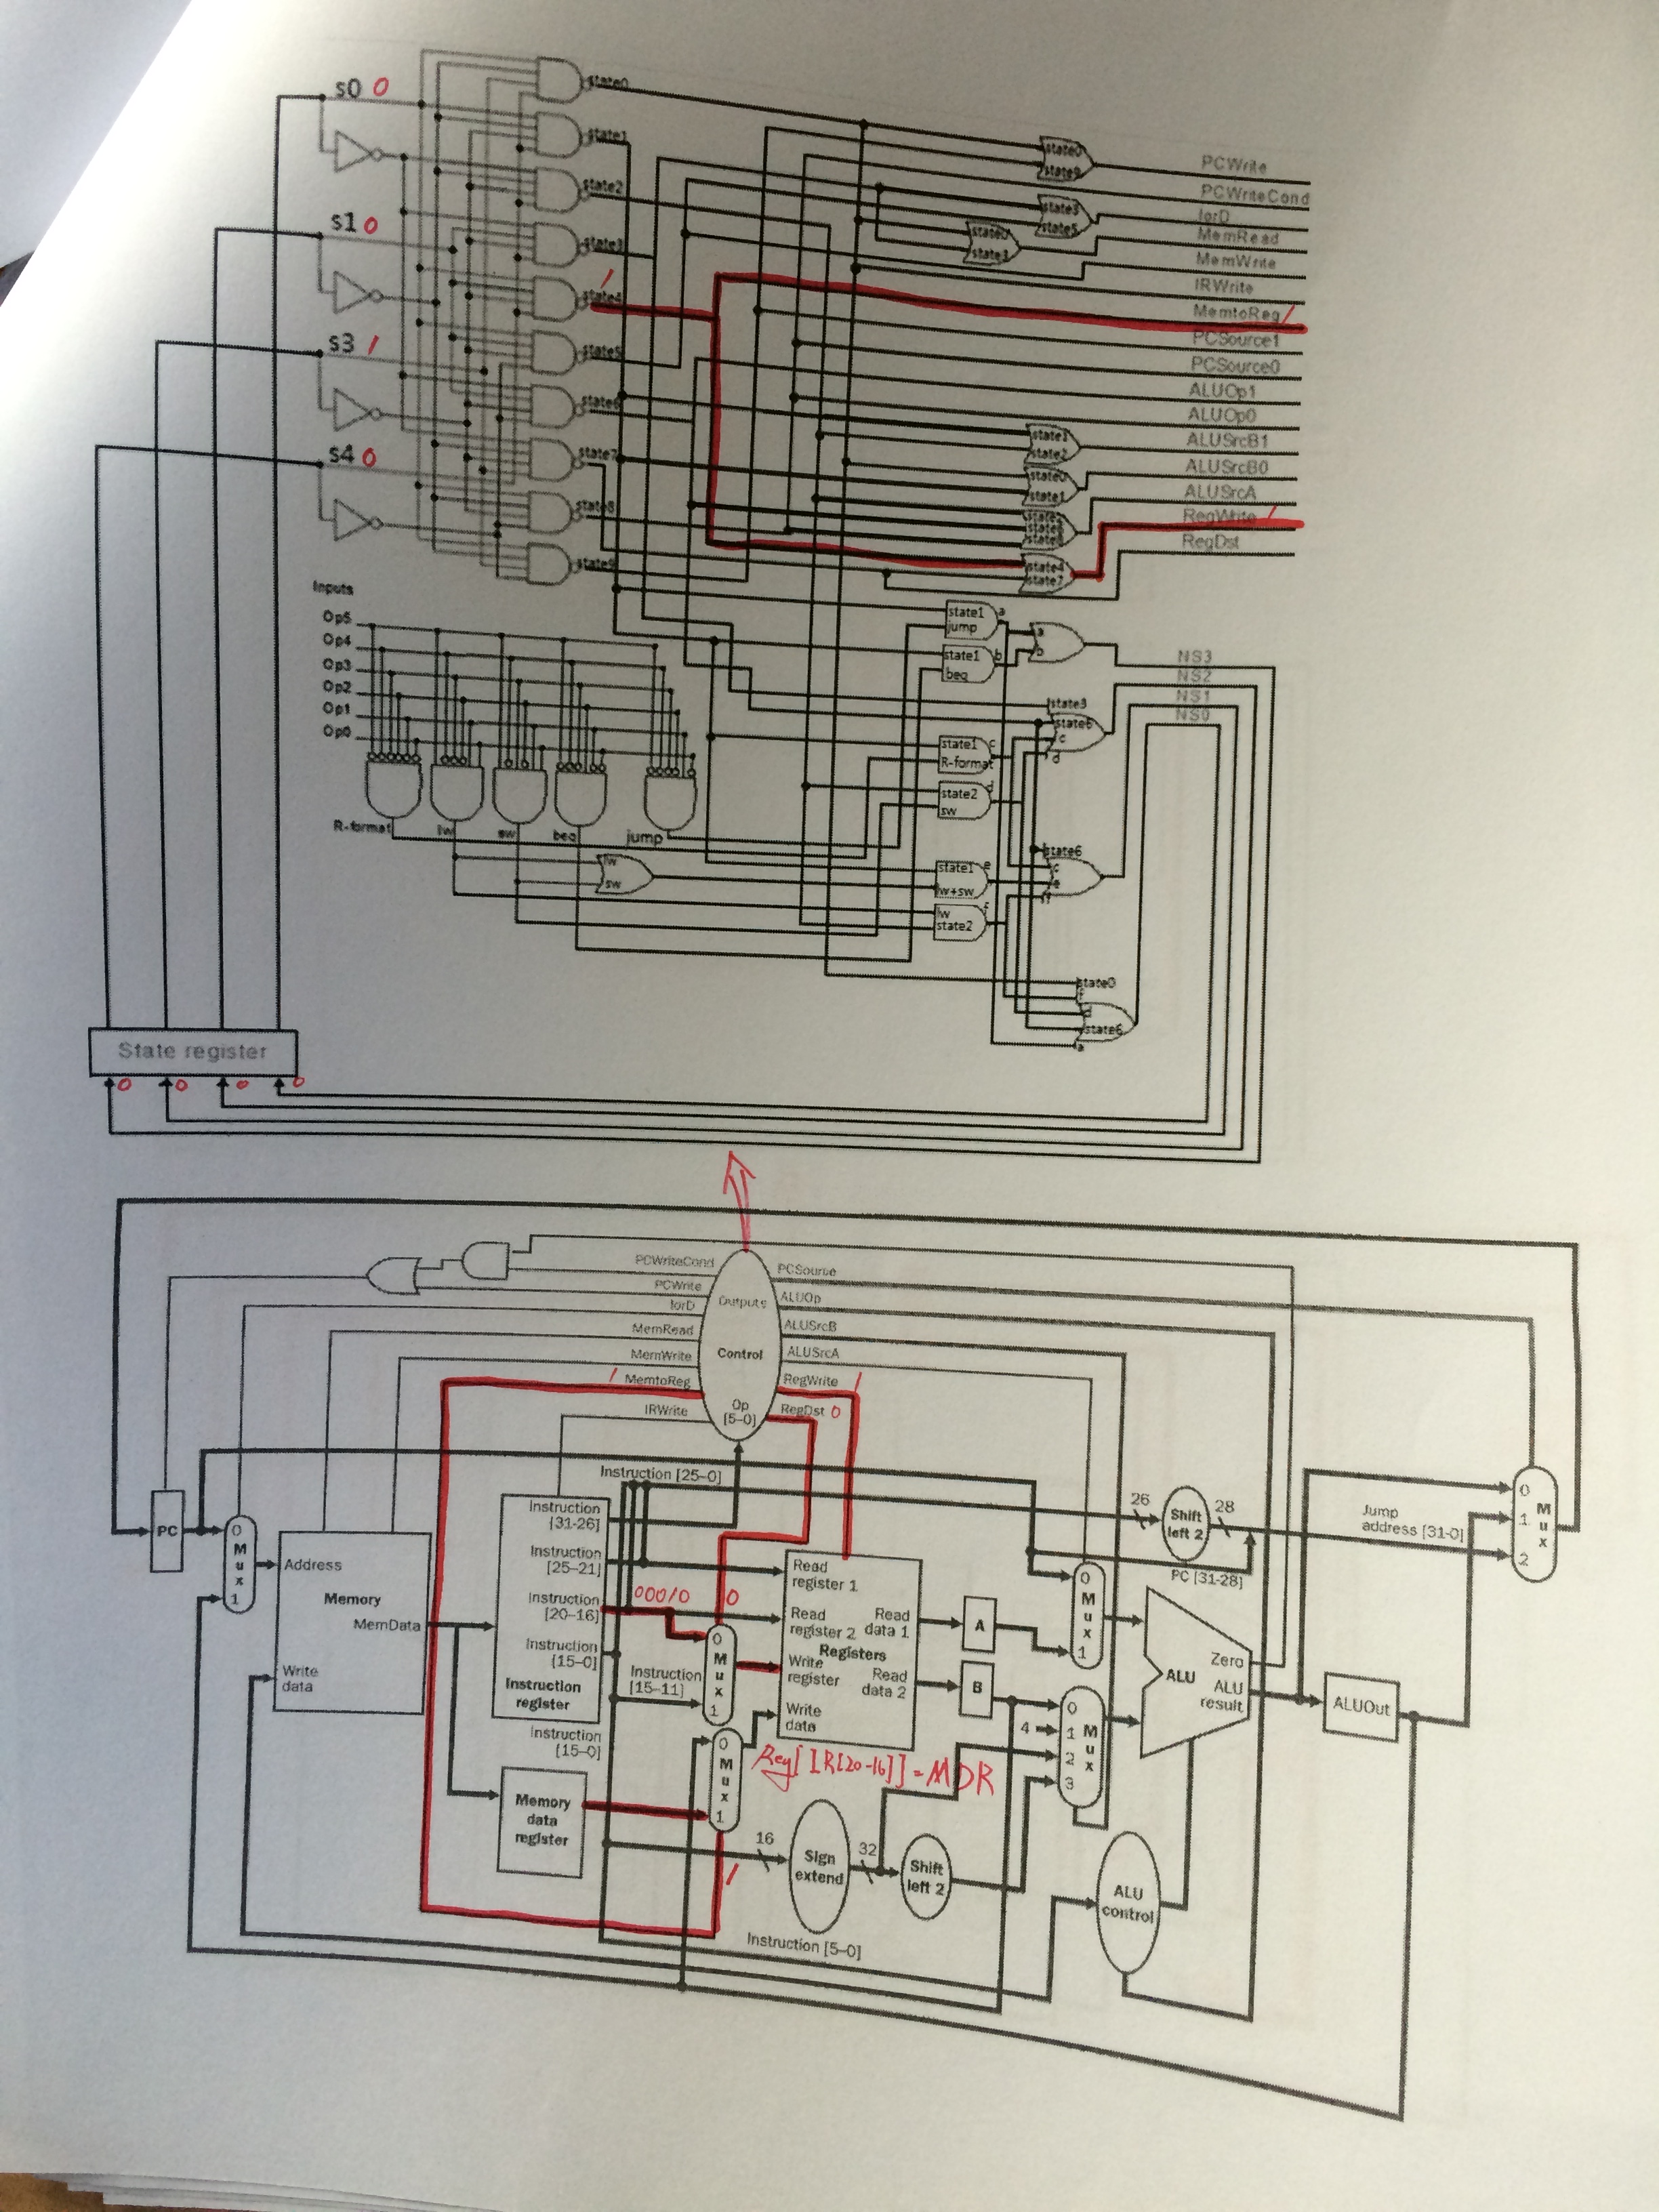 s0 0
s1 0
s3 1
s4 0
state0
state1
state2
state3
1
state4
state5
state6
state7
state8
state9
state0
state9
state3
state5
state0
state3
PCWrite
PCWriteCond
IorD
MemRead
MemWrite
IRWrite
MemtoReg 1
PCSource1
PCSource0
ALUOp1
ALUOp0
ALUSrcB1
ALUSrcB0
ALUSrcA
RegWrite 1
RegDst
state1
state2
state0
state1
state2
state6
state8
state4
state7
Inputs
Op5
Op4
Op3
Op2
Op1
Op0
R-format
lw
sw
beq
jump
lw
sw
state1 a
jump
state1 b
beq
a
b
state1 c
R-format
state2 d
sw
state1 e
lw+sw
lw f
state2
state3
state6
c
d
state6
c
e
f
state0
f
d
state6
a
NS3
NS2
NS1
NS0
State register
0 0 0 0
PCWriteCond
PCWrite
IorD
MemRead
MemWrite
1 MemtoReg
IRWrite
Outputs
Control
Op
[5–0]
PCSource
ALUOp
ALUSrcB
ALUSrcA
RegWrite 1
RegDst 0
PC
0
M
u
x
1
Address
Memory
MemData
Write
data
Instruction [25–0]
Instruction
[31-26]
Instruction
[25–21]
Instruction
[20–16]
Instruction
[15–0]
Instruction
register
00010
0
Instruction
[15–11]
0
M
u
x
1
Instruction
[15–0]
Memory
data
register
0
M
u
x
1
1
Read
register 1
Read
register 2
Registers
Write
register
Write
data
Read
data 1
Read
data 2
Reg[IR[20-16]] = MDR
16
Sign
extend
32
Shift
left 2
Instruction [5–0]
A
B
4
0
M
u
x
1
0
1
2
3
M
u
x
26
Shift
left 2
28
Jump
address [31-0]
PC [31-28]
Zero
ALU
ALU
result
ALUOut
ALU
control
0
1
2
M
u
x